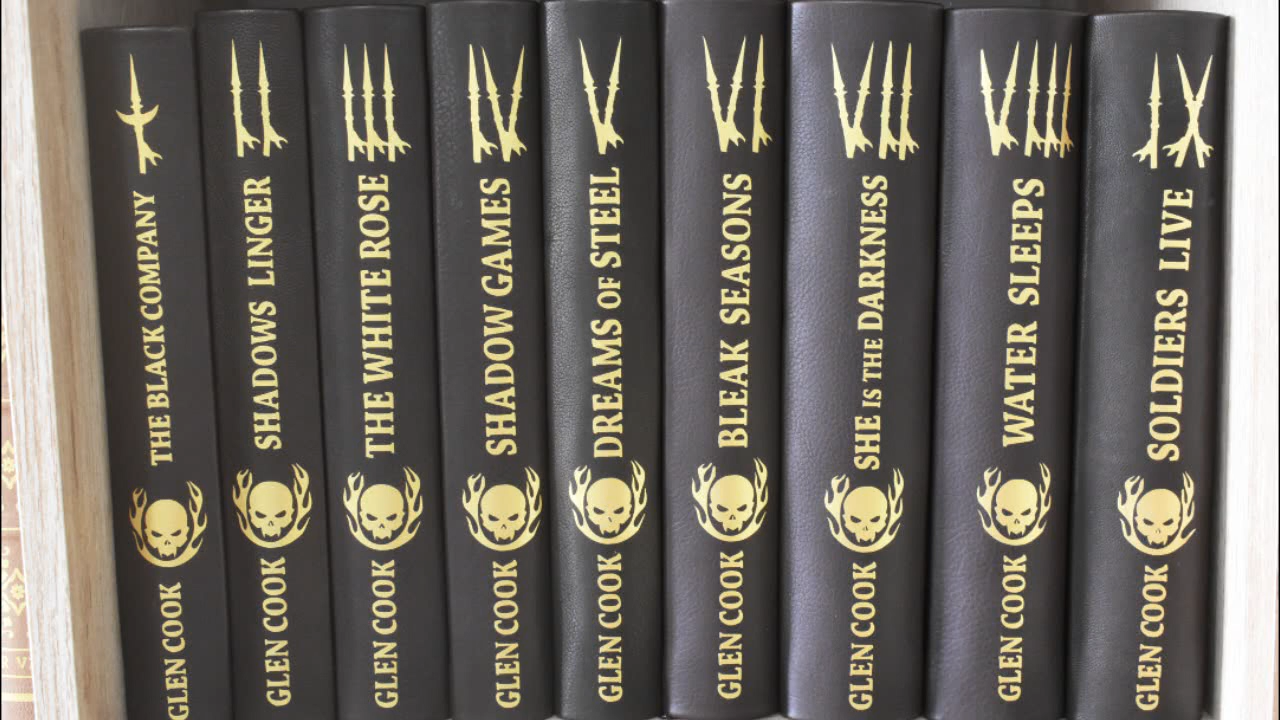 I
THE BLACK COMPANY
GLEN COOK
II
SHADOWS LINGER
GLEN COOK
III
THE WHITE ROSE
GLEN COOK
IV
SHADOW GAMES
GLEN COOK
V
DREAMS OF STEEL
GLEN COOK
VI
BLEAK SEASONS
GLEN COOK
VII
SHE IS THE DARKNESS
GLEN COOK
VIII
WATER SLEEPS
GLEN COOK
IX
SOLDIERS LIVE
GLEN COOK